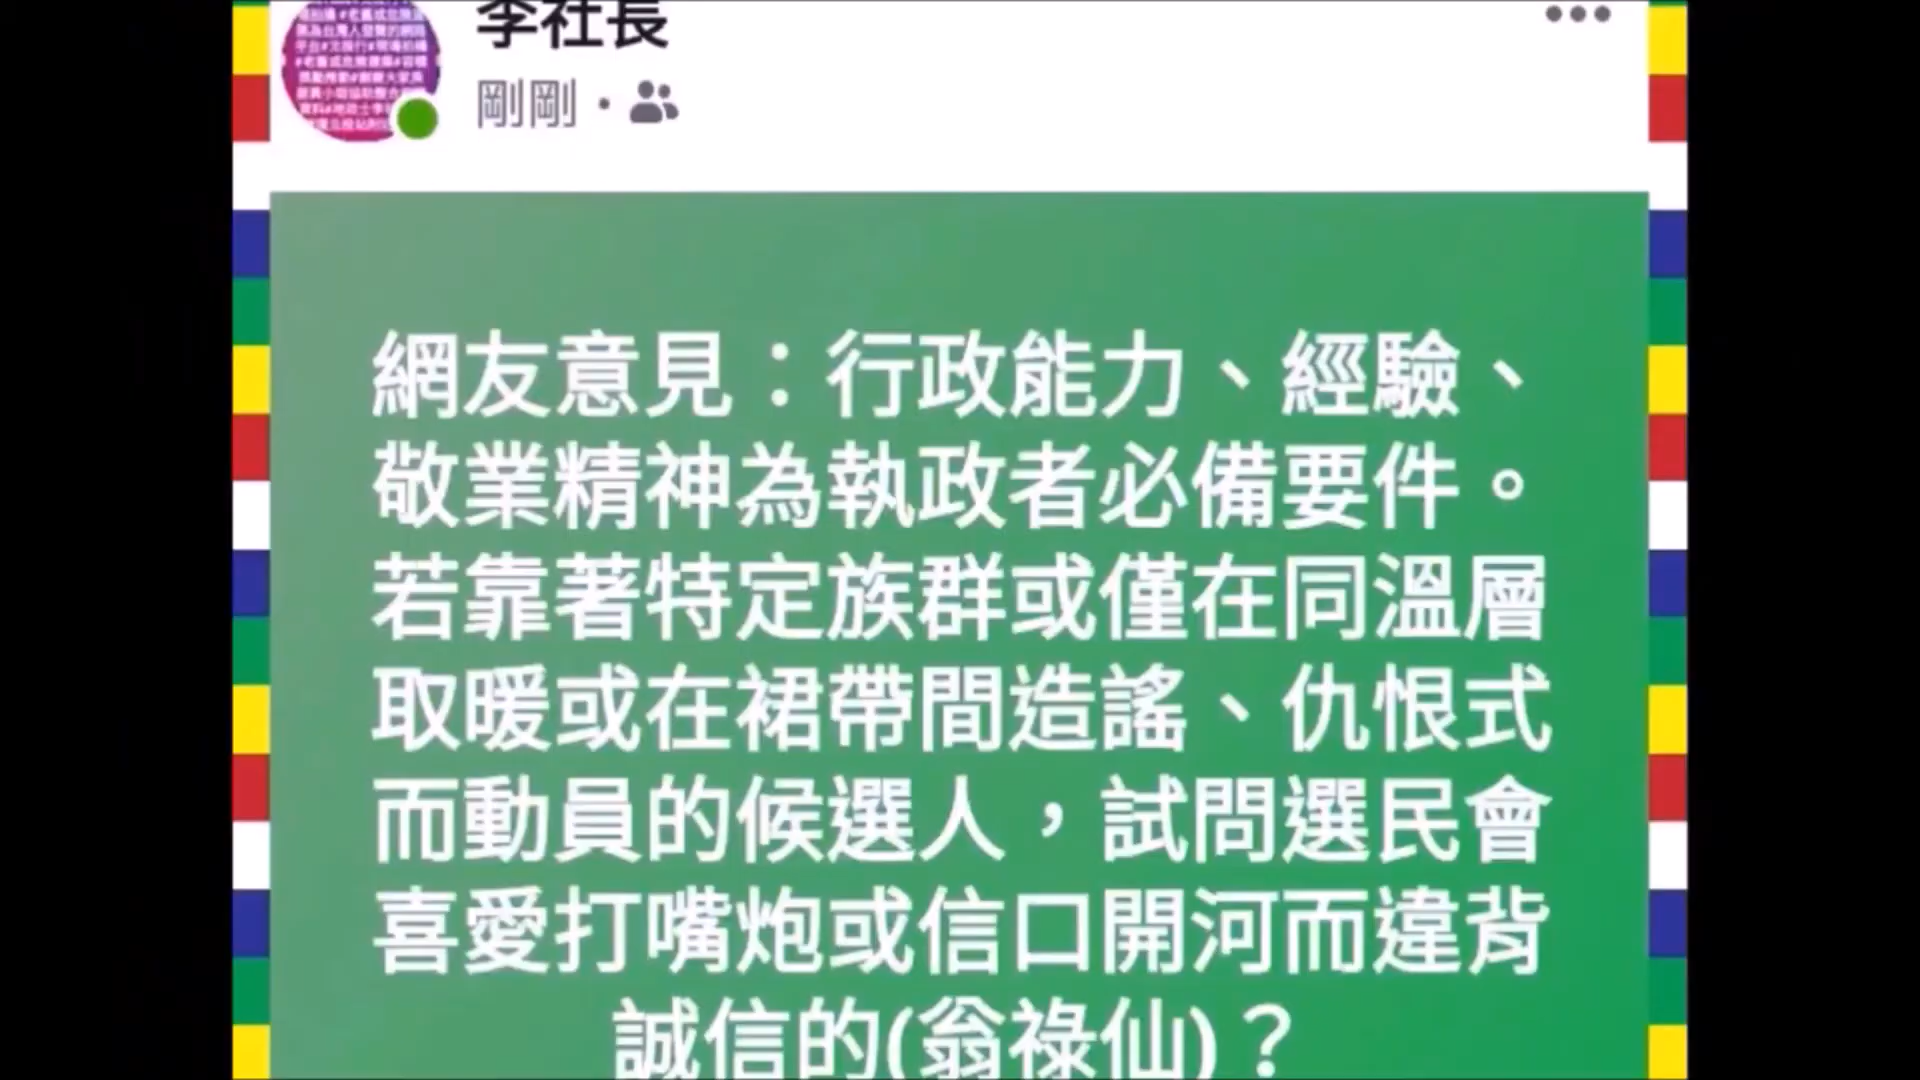 李社長
剛剛
網友意見：行政能力、經驗、
敬業精神為執政者必備要件。
若靠著特定族群或僅在同溫層
取暖或在裙帶間造謠、仇恨式
而動員的候選人，試問選民會
喜愛打嘴炮或信口開河而違背
誠信的(翁祿仙)？